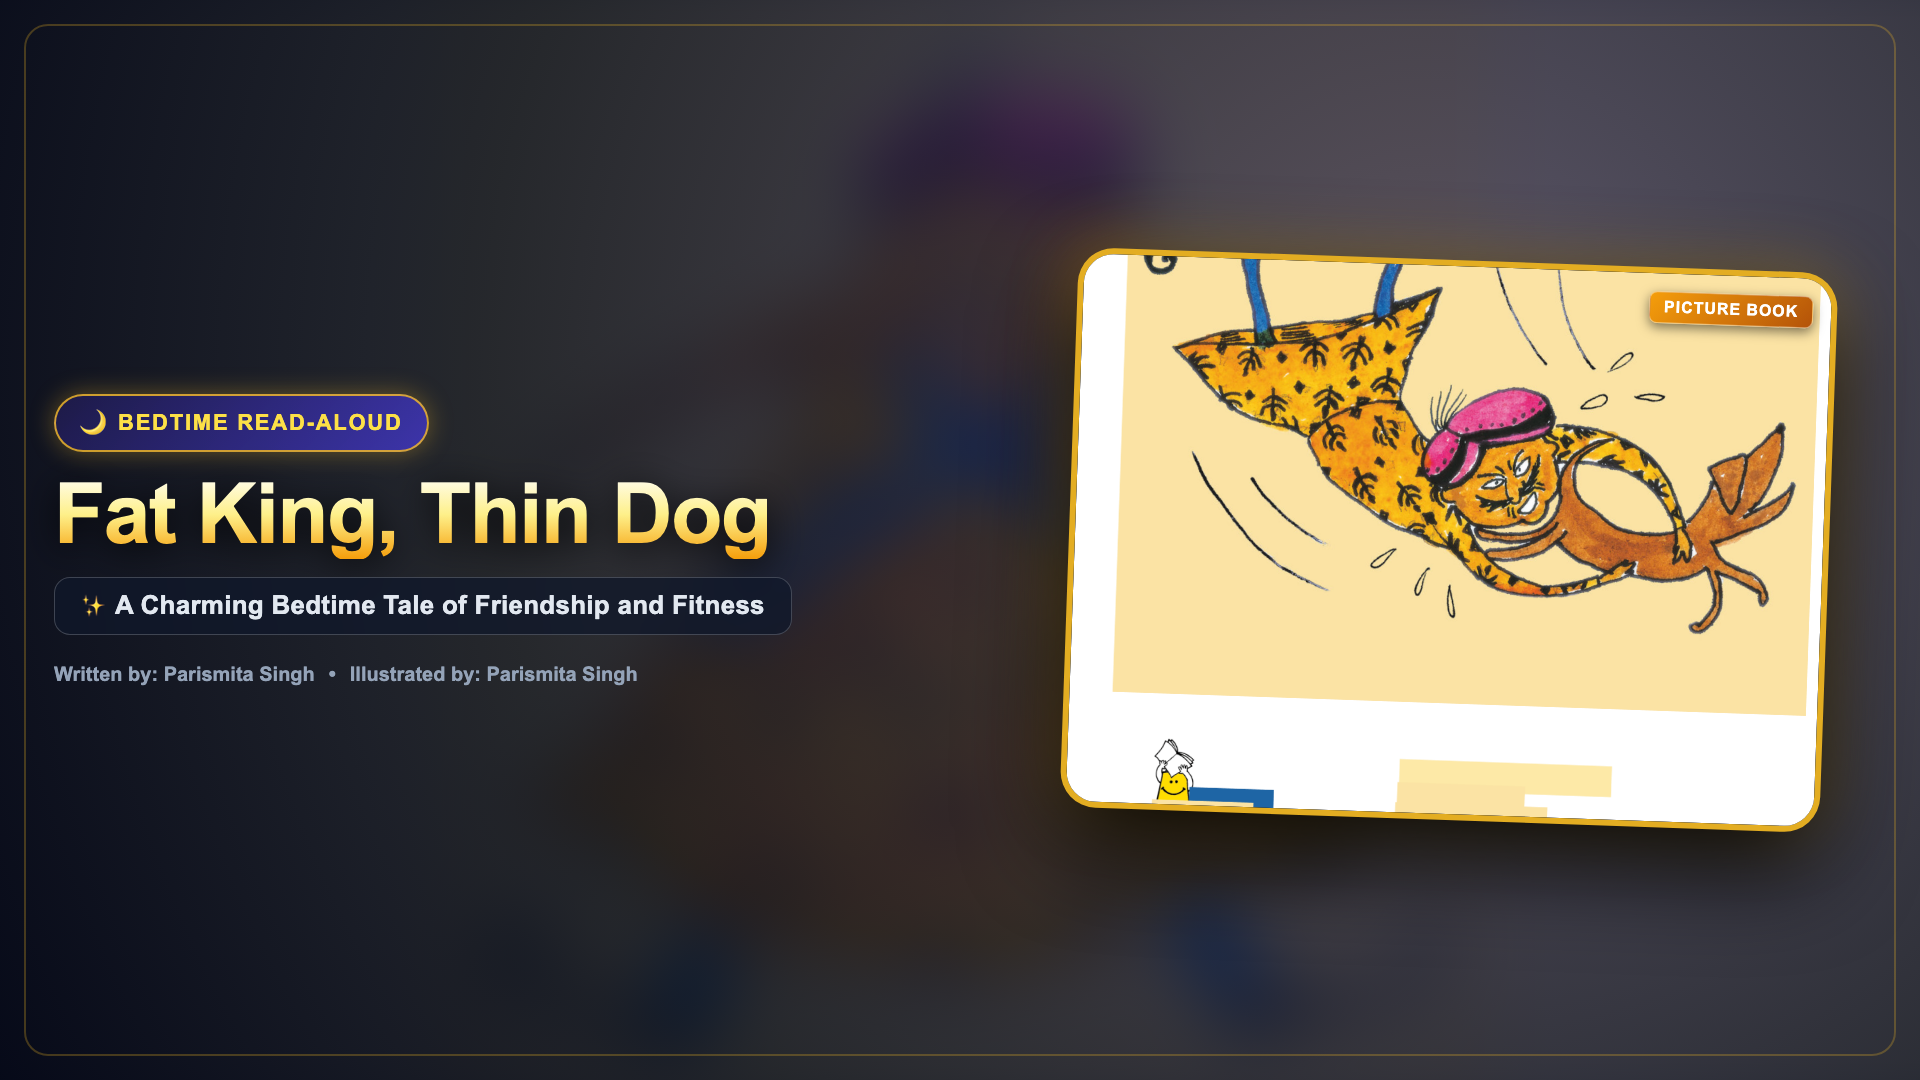 🌙 BEDTIME READ-ALOUD
Fat King, Thin Dog
✨ A Charming Bedtime Tale of Friendship and Fitness
Written by: Parismita Singh • Illustrated by: Parismita Singh
G
PICTURE BOOK